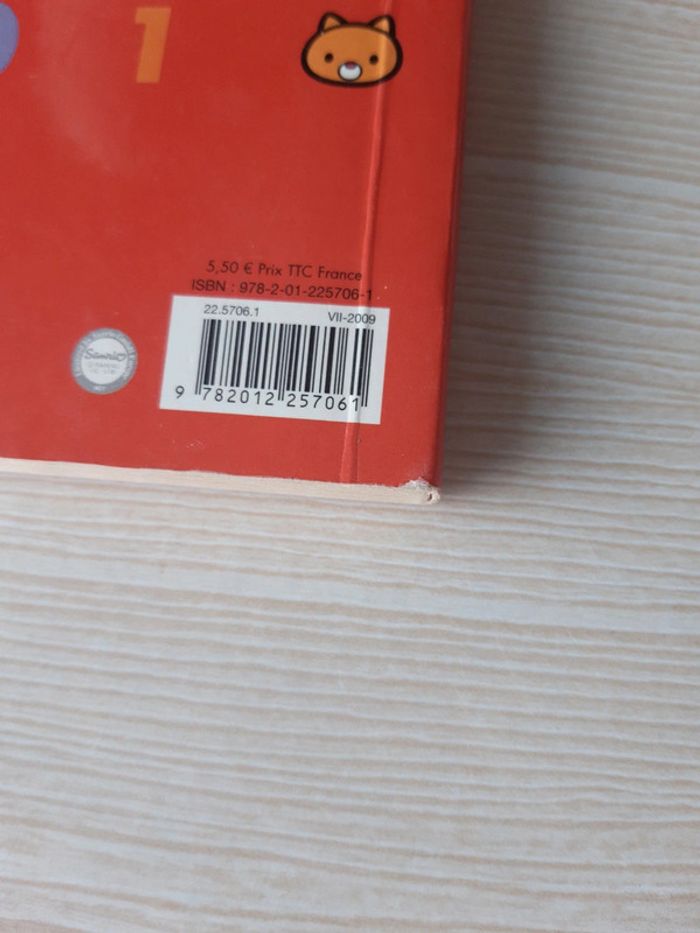 1
5,50 € Prix TTC France
ISBN : 978-2-01-225706-1
22.5706.1 VII-2009
9 782012 257061
Sanrio